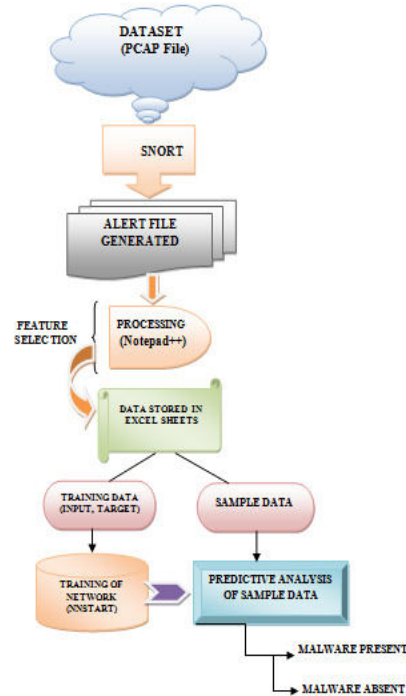 DATASET
(PCAP File)
SNORT
ALERT FILE
GENERATED
FEATURE
SELECTION
PROCESSING
(Notepad++)
DATA STORED IN
EXCEL SHEETS
TRAINING DATA
(INPUT, TARGET)
SAMPLE DATA
TRAINING OF
NETWORK
(NNSTART)
PREDICTIVE ANALYSIS
OF SAMPLE DATA
MALWARE PRESENT
MALWARE ABSENT